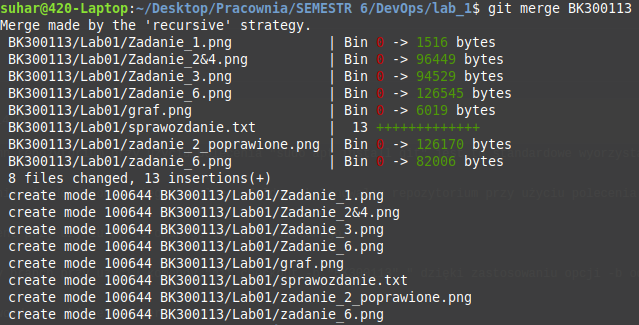 suhar@420-Laptop:~/Desktop/Pracownia/SEMESTR 6/DevOps/lab_1$ git merge BK300113
Merge made by the 'recursive' strategy.
 BK300113/Lab01/Zadanie_1.png            | Bin 0 -> 1516 bytes
 BK300113/Lab01/Zadanie_2&4.png          | Bin 0 -> 96449 bytes
 BK300113/Lab01/Zadanie_3.png            | Bin 0 -> 94529 bytes
 BK300113/Lab01/Zadanie_6.png            | Bin 0 -> 126545 bytes
 BK300113/Lab01/graf.png                 | Bin 0 -> 6019 bytes
 BK300113/Lab01/sprawozdanie.txt         |  13 +++++++++++++
 BK300113/Lab01/zadanie_2_poprawione.png | Bin 0 -> 126170 bytes
 BK300113/Lab01/zadanie_6.png            | Bin 0 -> 82006 bytes
 8 files changed, 13 insertions(+)
 create mode 100644 BK300113/Lab01/Zadanie_1.png
 create mode 100644 BK300113/Lab01/Zadanie_2&4.png
 create mode 100644 BK300113/Lab01/Zadanie_3.png
 create mode 100644 BK300113/Lab01/Zadanie_6.png
 create mode 100644 BK300113/Lab01/graf.png
 create mode 100644 BK300113/Lab01/sprawozdanie.txt
 create mode 100644 BK300113/Lab01/zadanie_2_poprawione.png
 create mode 100644 BK300113/Lab01/zadanie_6.png